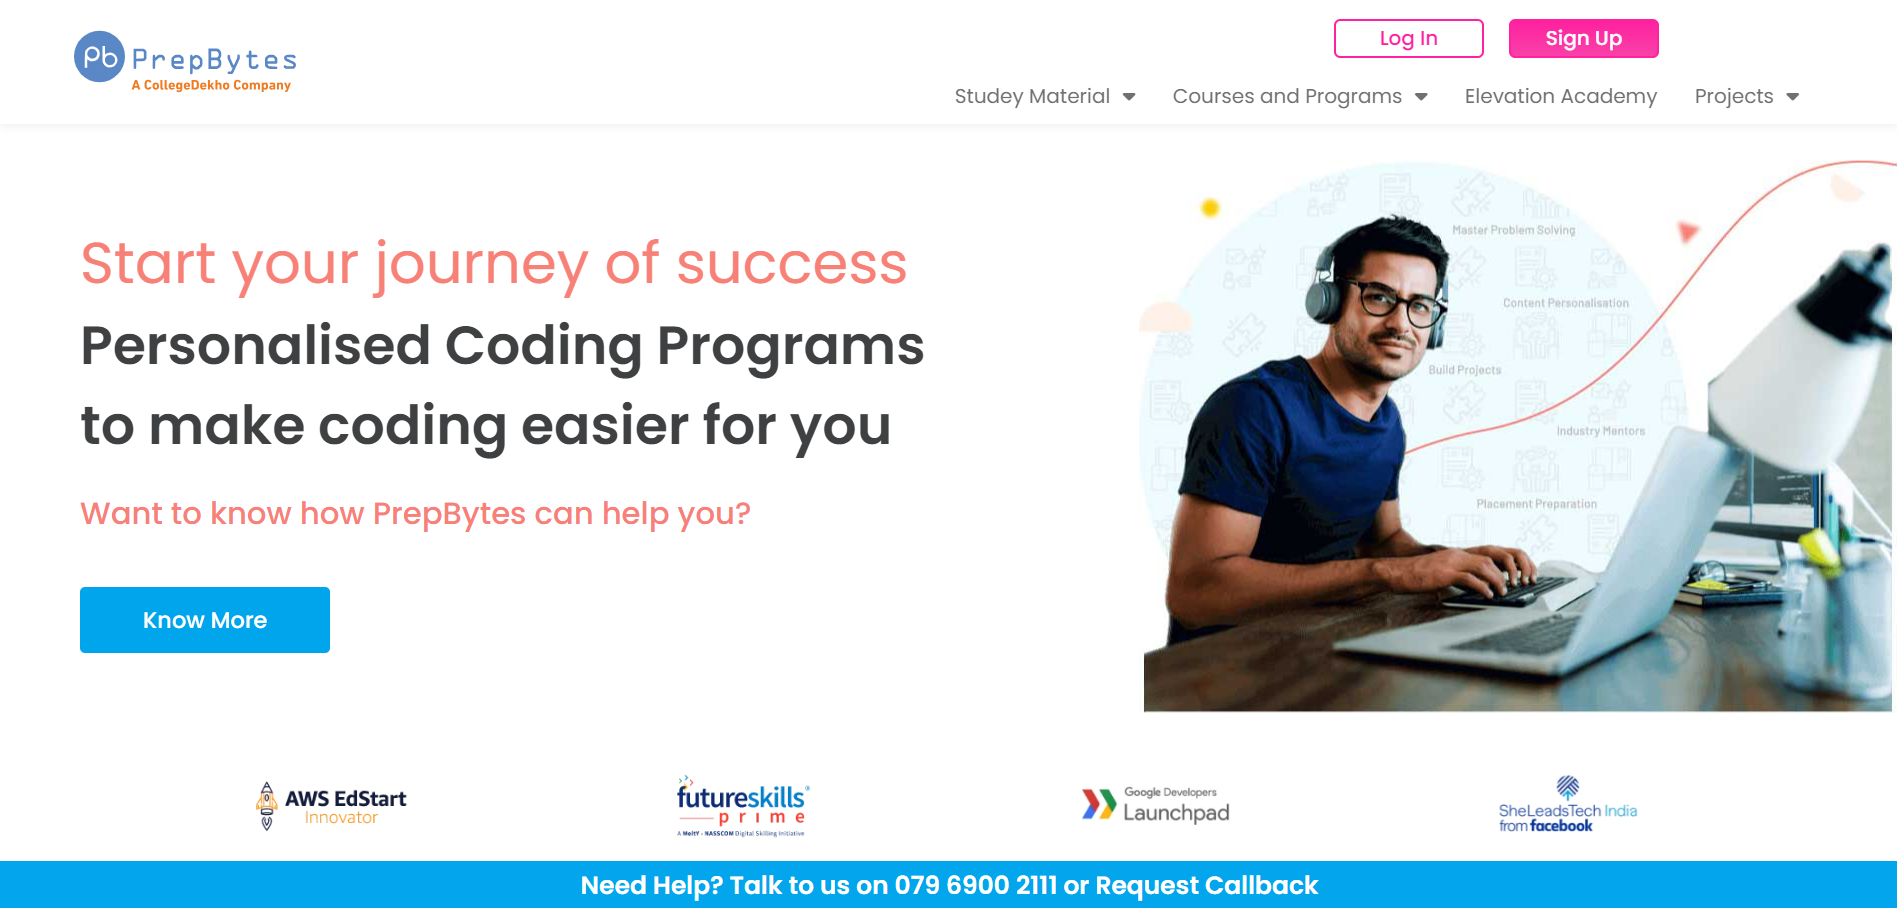 Pb PrepBytes
A CollegeDekho Company
Log In
Sign Up
Studey Material
Courses and Programs
Elevation Academy
Projects
Start your journey of success
Personalised Coding Programs
to make coding easier for you
Want to know how PrepBytes can help you?
Know More
Master Problem Solving
Content Personalisation
Build Projects
Industry Mentors
Placement Preparation
AWS EdStart
Innovator
futureskills
prime
A MeitY - NASSCOM Digital Skilling Initiative
Google Developers
Launchpad
SheLeadsTech India
from facebook
Need Help? Talk to us on 079 6900 2111 or Request Callback